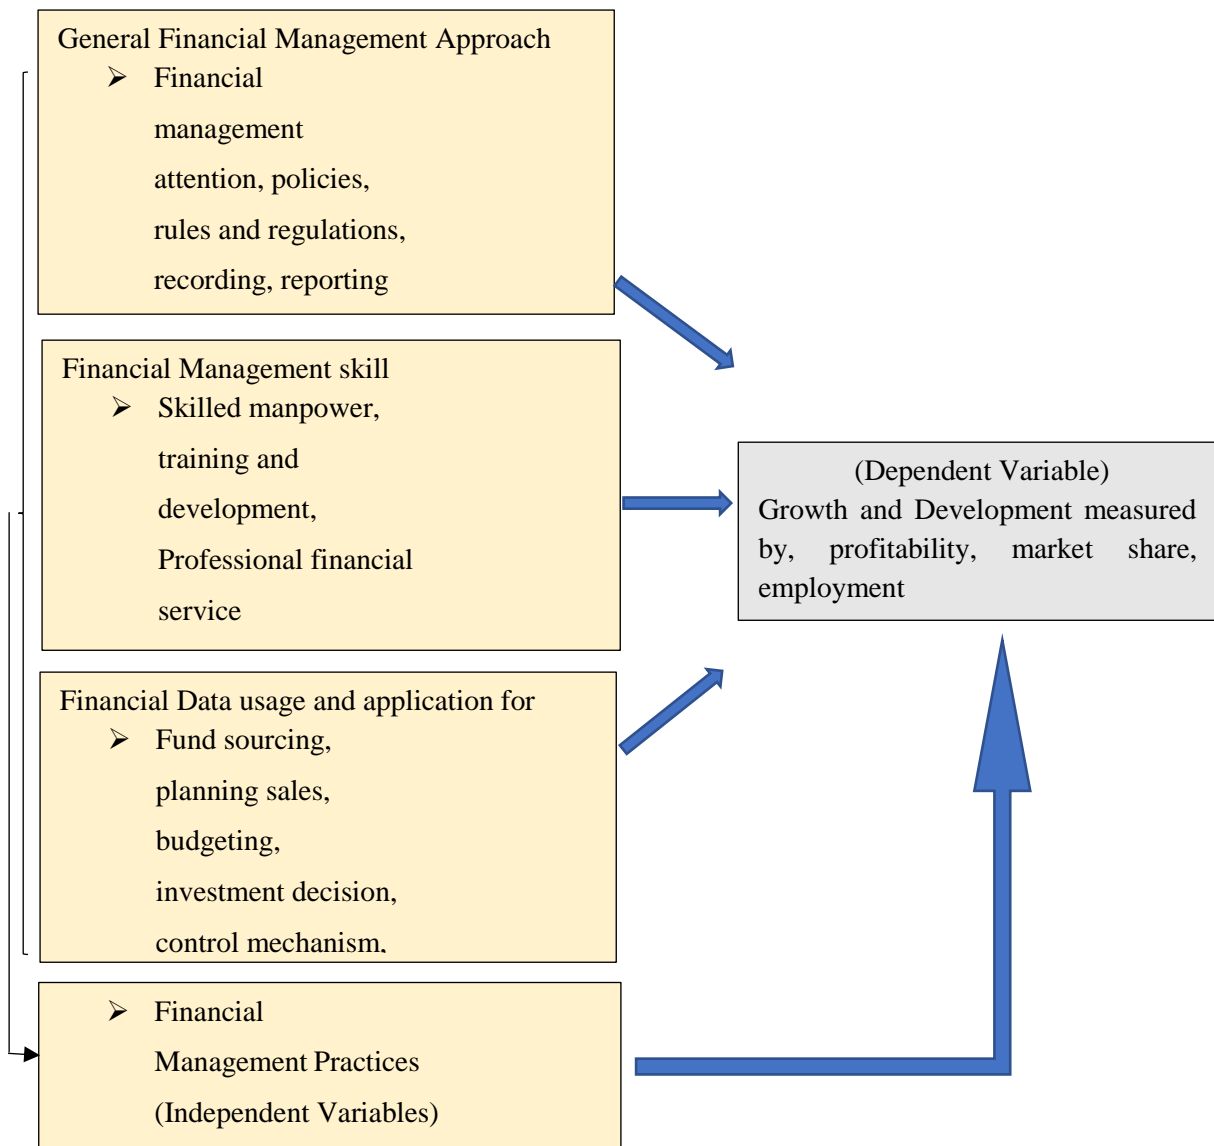 General Financial Management Approach
➢ Financial
management
attention, policies,
rules and regulations,
recording, reporting
Financial Management skill
➢ Skilled manpower,
training and
development,
Professional financial
service
(Dependent Variable)
Growth and Development measured
by, profitability, market share,
employment
Financial Data usage and application for
➢ Fund sourcing,
planning sales,
budgeting,
investment decision,
control mechanism,
➢ Financial
Management Practices
(Independent Variables)